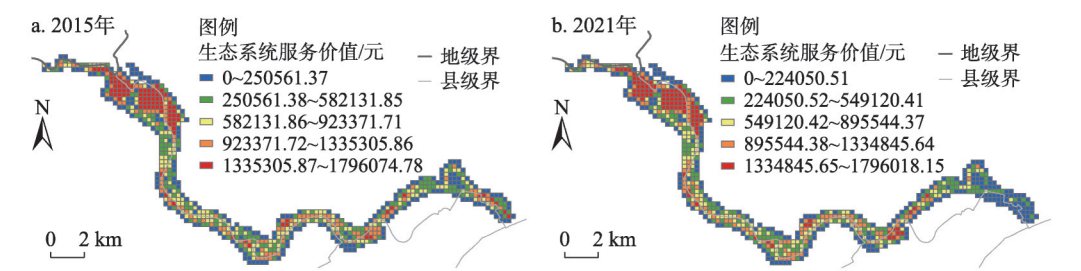 a. 2015年
图例
生态系统服务价值/元
0~250561.37
250561.38~582131.85
582131.86~923371.71
923371.72~1335305.86
1335305.87~1796074.78
地级界
县级界
N
0 2 km
b. 2021年
图例
生态系统服务价值/元
0~224050.51
224050.52~549120.41
549120.42~895544.37
895544.38~1334845.64
1334845.65~1796018.15
地级界
县级界
N
0 2 km